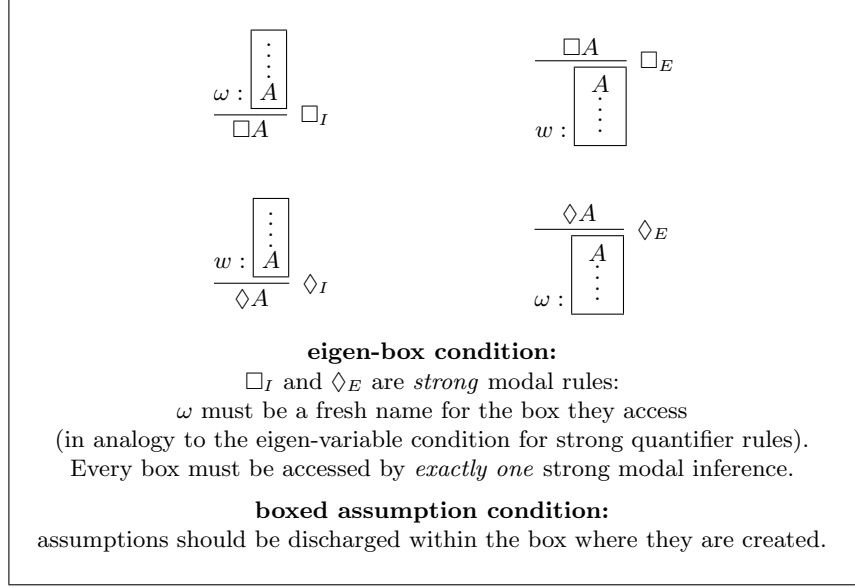 ω : A
□A □I
□A □E
A
w :
w : A
◇A ◇I
◇A ◇E
A
ω :
eigen-box condition:
□I and ◇E are strong modal rules:
ω must be a fresh name for the box they access
(in analogy to the eigen-variable condition for strong quantifier rules).
Every box must be accessed by exactly one strong modal inference.
boxed assumption condition:
assumptions should be discharged within the box where they are created.